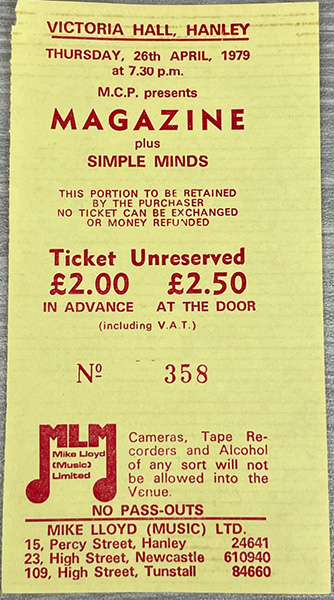 VICTORIA HALL, HANLEY
THURSDAY, 26th APRIL, 1979
at 7.30 p.m.
M.C.P. presents
MAGAZINE
plus
SIMPLE MINDS
THIS PORTION TO BE RETAINED
BY THE PURCHASER
NO TICKET CAN BE EXCHANGED
OR MONEY REFUNDED
Ticket Unreserved
£2.00 £2.50
IN ADVANCE AT THE DOOR
(including V.A.T.)
Nº 358
MLM
Mike Lloyd
(Music)
Limited
Cameras, Tape Re-
corders and Alcohol
of any sort will not
be allowed into the
Venue.
NO PASS-OUTS
MIKE LLOYD (MUSIC) LTD.
15, Percy Street, Hanley 24641
23, High Street, Newcastle 610940
109, High Street, Tunstall 84660